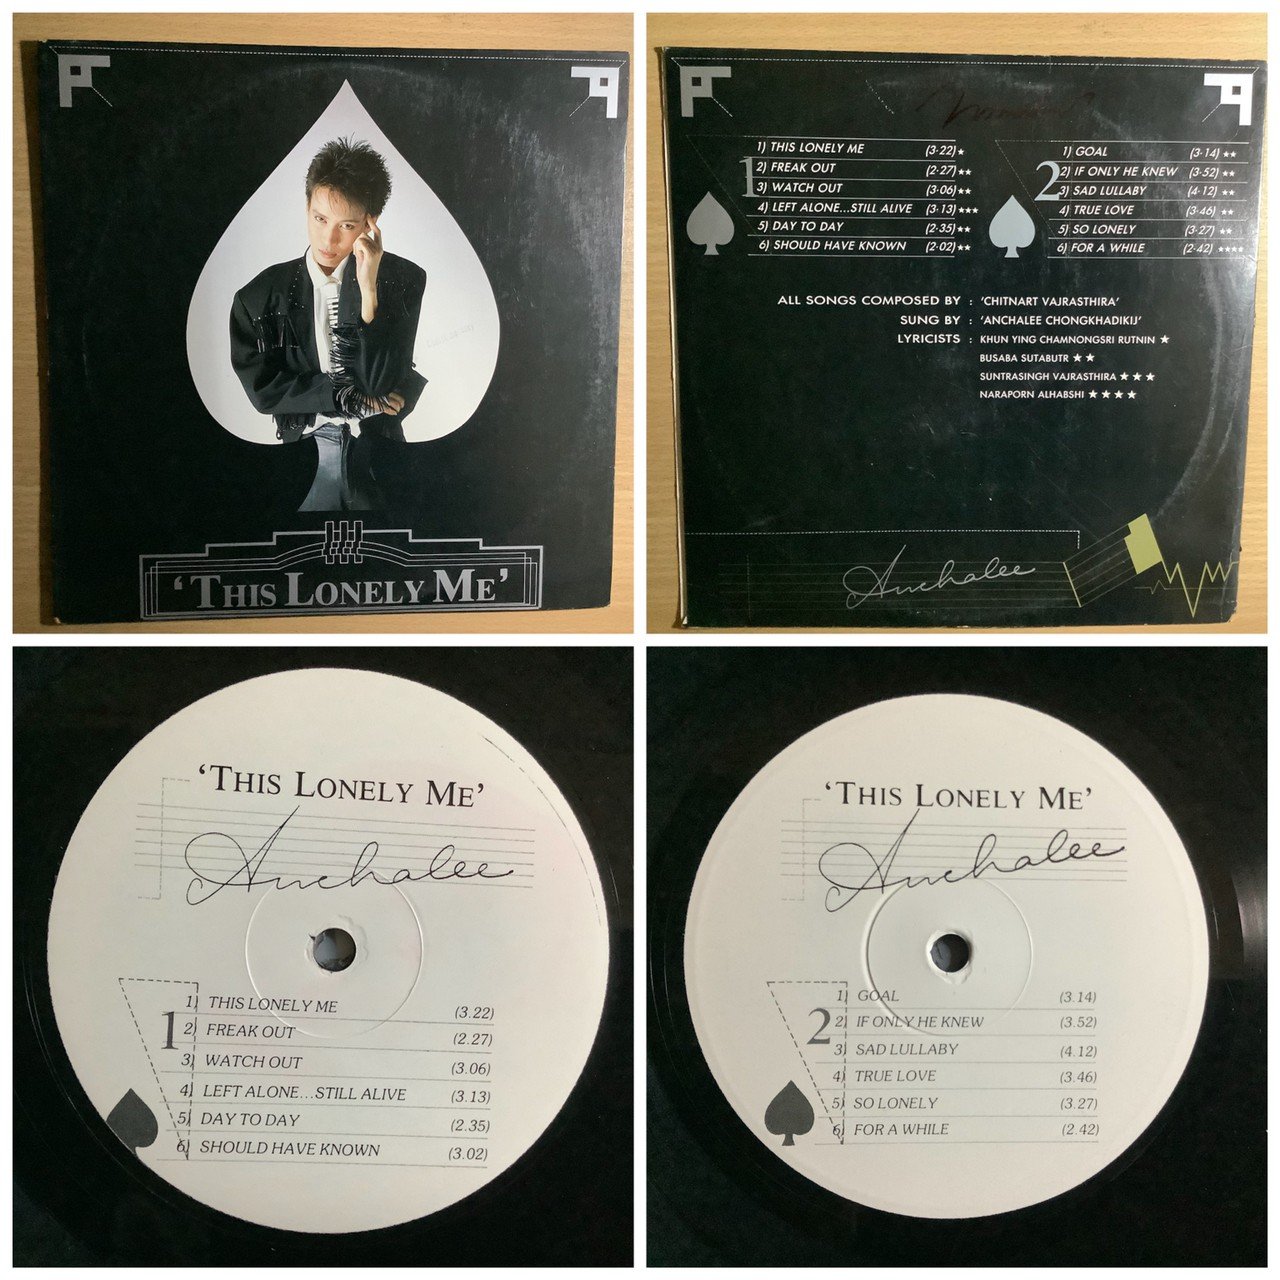 'THIS LONELY ME'
1) THIS LONELY ME (3·22) ★
2) FREAK OUT (2·27) ★★
3) WATCH OUT (3·06) ★★
4) LEFT ALONE...STILL ALIVE (3·13) ★★★
5) DAY TO DAY (2·35) ★★
6) SHOULD HAVE KNOWN (2·02) ★★
1
1) GOAL (3·14) ★★
2) IF ONLY HE KNEW (3·52) ★★
3) SAD LULLABY (4·12) ★★
4) TRUE LOVE (3·46) ★★
5) SO LONELY (3·27) ★★
6) FOR A WHILE (2·42) ★★★★
2
ALL SONGS COMPOSED BY : 'CHITNART VAJRASTHIRA'
SUNG BY : 'ANCHALEE CHONGKHADIKIJ'
LYRICISTS : KHUN YING CHAMNONGSRI RUTNIN ★
BUSABA SUTABUTR ★ ★
SUNTRASINGH VAJRASTHIRA ★ ★ ★
NARAPORN ALHABSHI ★ ★ ★ ★
Anchalee
'THIS LONELY ME'
Anchalee
1
1) THIS LONELY ME (3.22)
2) FREAK OUT (2.27)
3) WATCH OUT (3.06)
4) LEFT ALONE...STILL ALIVE (3.13)
5) DAY TO DAY (2.35)
6) SHOULD HAVE KNOWN (3.02)
'THIS LONELY ME'
Anchalee
2
1) GOAL (3.14)
2) IF ONLY HE KNEW (3.52)
3) SAD LULLABY (4.12)
4) TRUE LOVE (3.46)
5) SO LONELY (3.27)
6) FOR A WHILE (2.42)